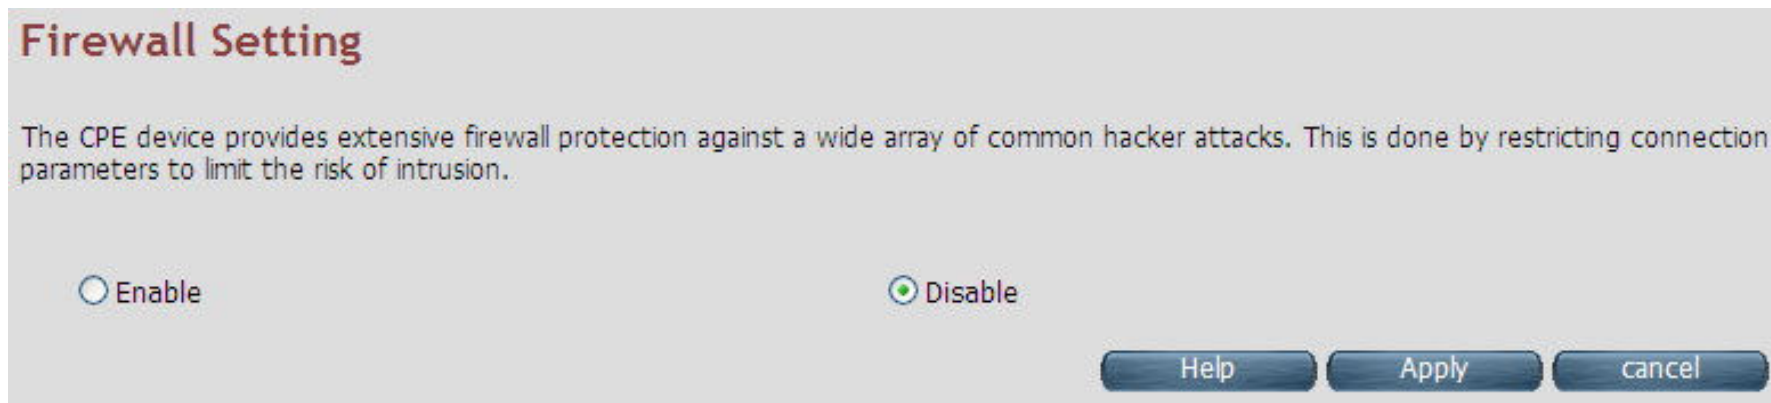 Firewall Setting
The CPE device provides extensive firewall protection against a wide array of common hacker attacks. This is done by restricting connection
parameters to limit the risk of intrusion.
Enable Disable
Help Apply cancel